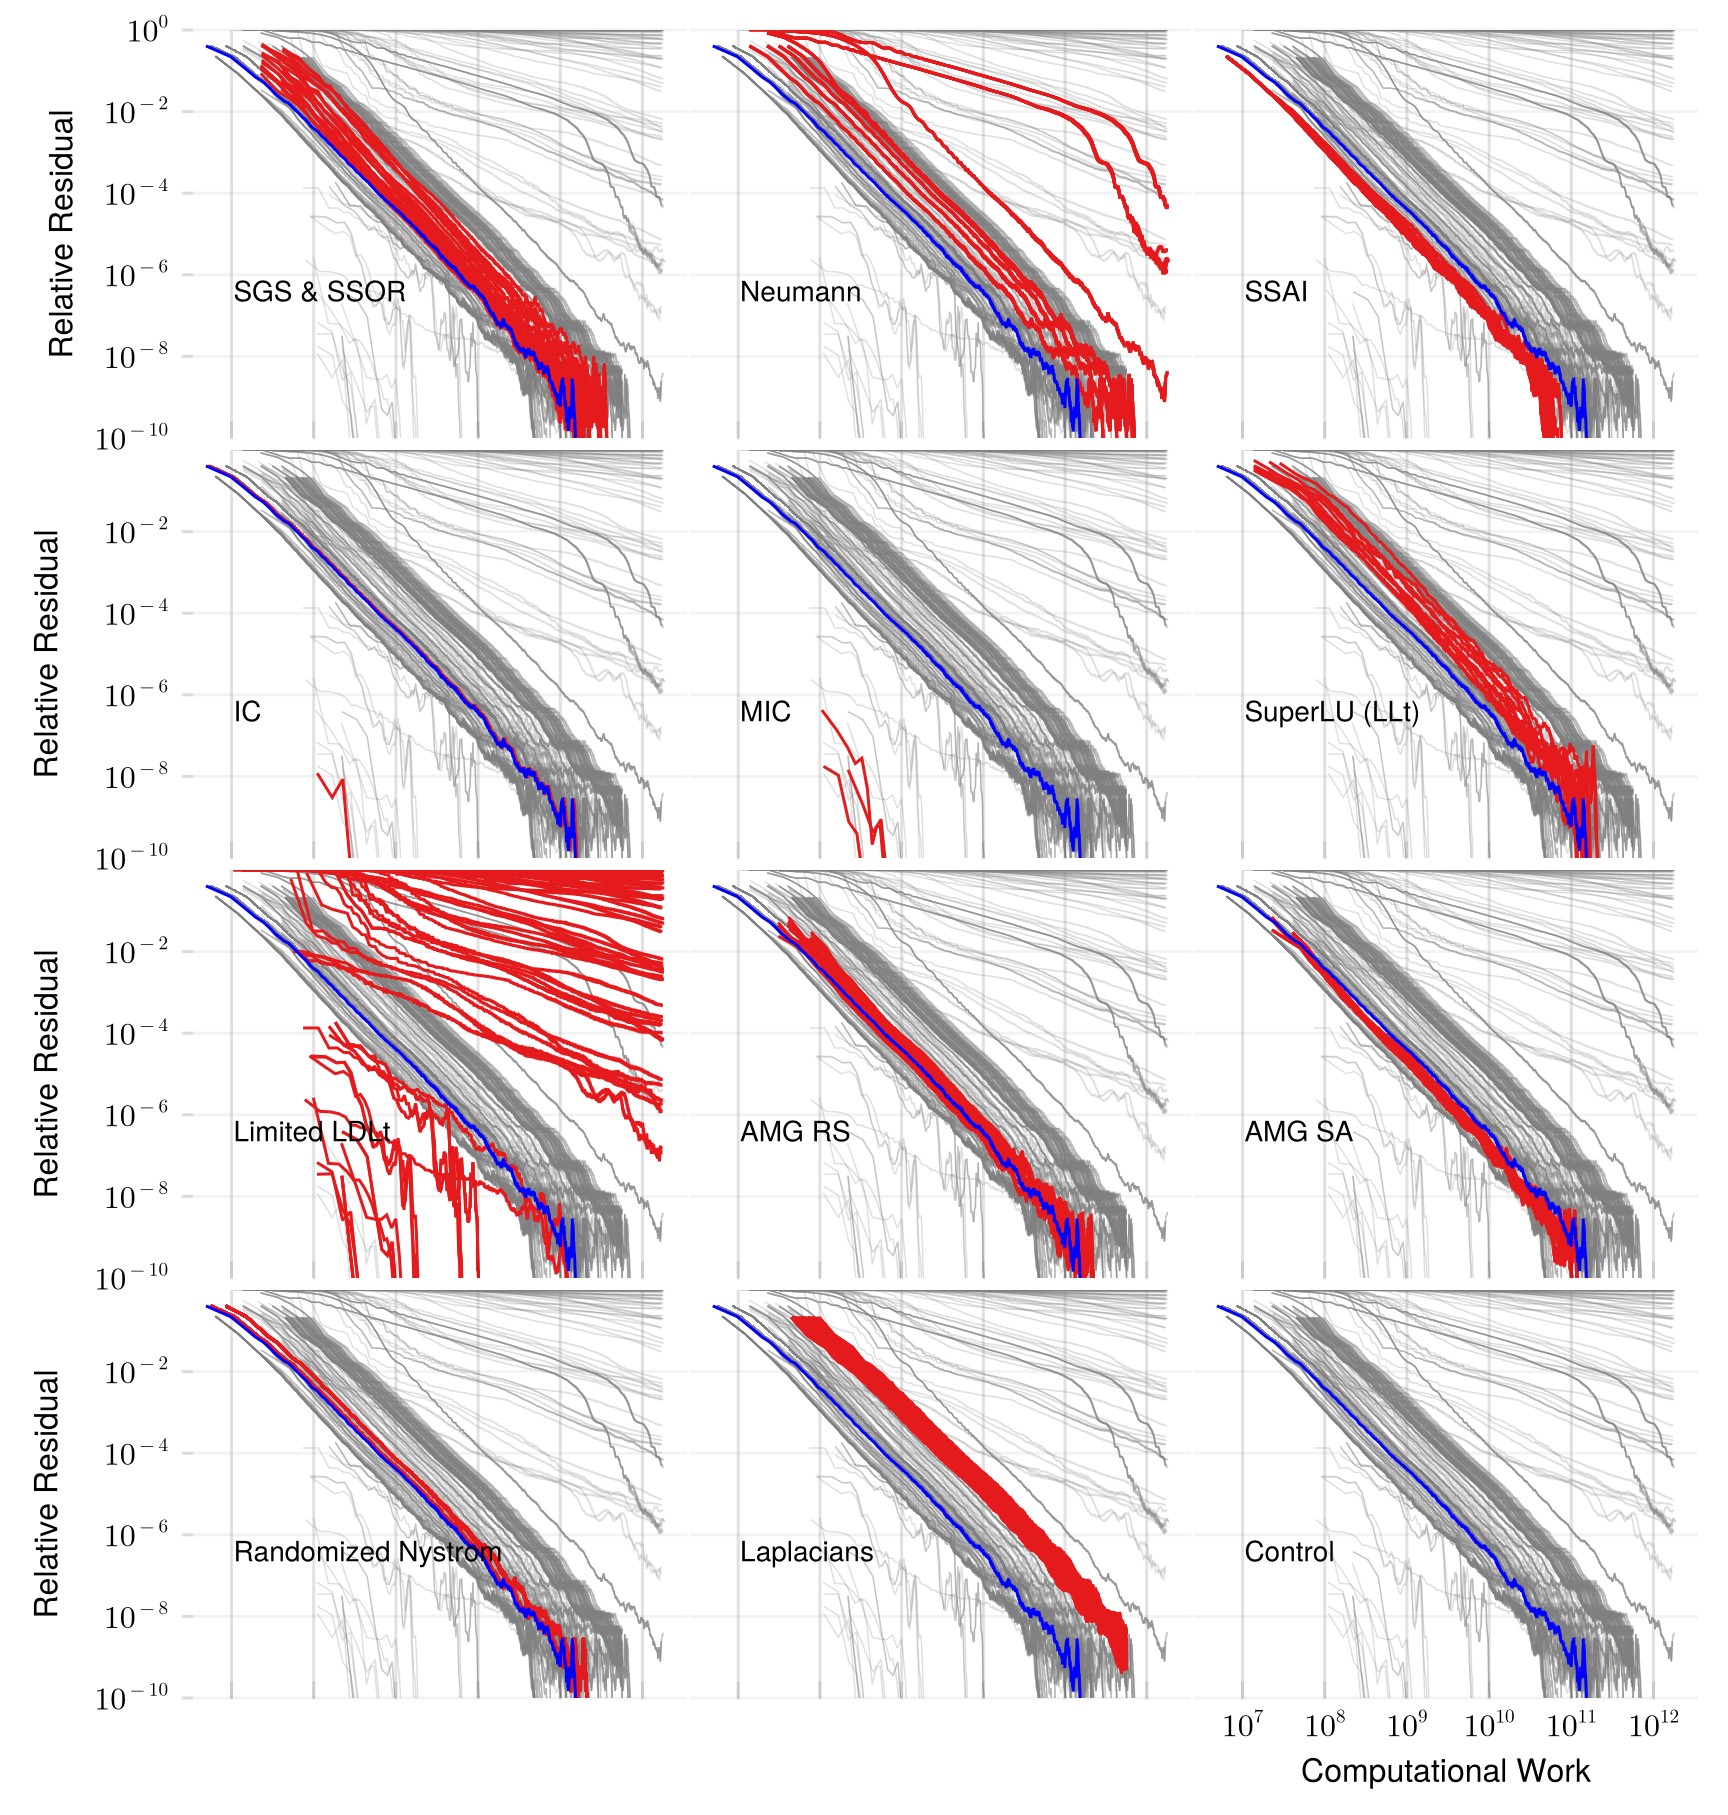 10^0
10^-2
10^-4
10^-6
10^-8
10^-10
Relative Residual
SGS & SSOR
Neumann
SSAI
10^-2
10^-4
10^-6
10^-8
10^-10
Relative Residual
IC
MIC
SuperLU (LLt)
10^-2
10^-4
10^-6
10^-8
10^-10
Relative Residual
Limited LDLt
AMG RS
AMG SA
10^-2
10^-4
10^-6
10^-8
10^-10
Relative Residual
Randomized Nystrom
Laplacians
Control
10^7 10^8 10^9 10^10 10^11 10^12
Computational Work